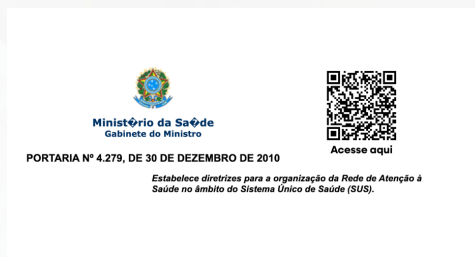 Minist�rio da Sa�de
Gabinete do Ministro
Acesse aqui
PORTARIA Nº 4.279, DE 30 DE DEZEMBRO DE 2010
Estabelece diretrizes para a organização da Rede de Atenção à
Saúde no âmbito do Sistema Único de Saúde (SUS).